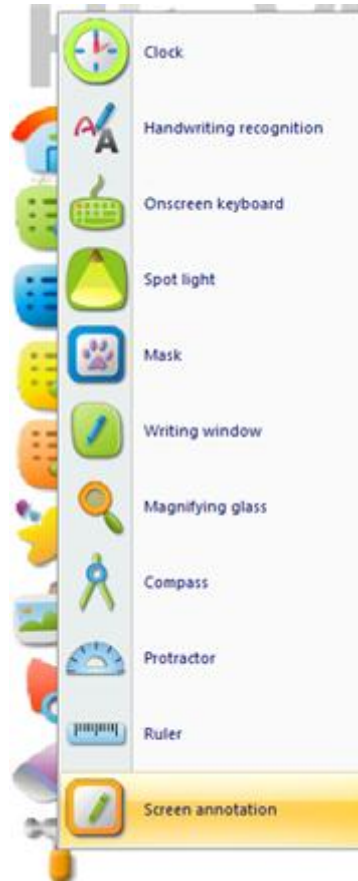 Clock
Handwriting recognition
Onscreen keyboard
Spot light
Mask
Writing window
Magnifying glass
Compass
Protractor
Ruler
Screen annotation